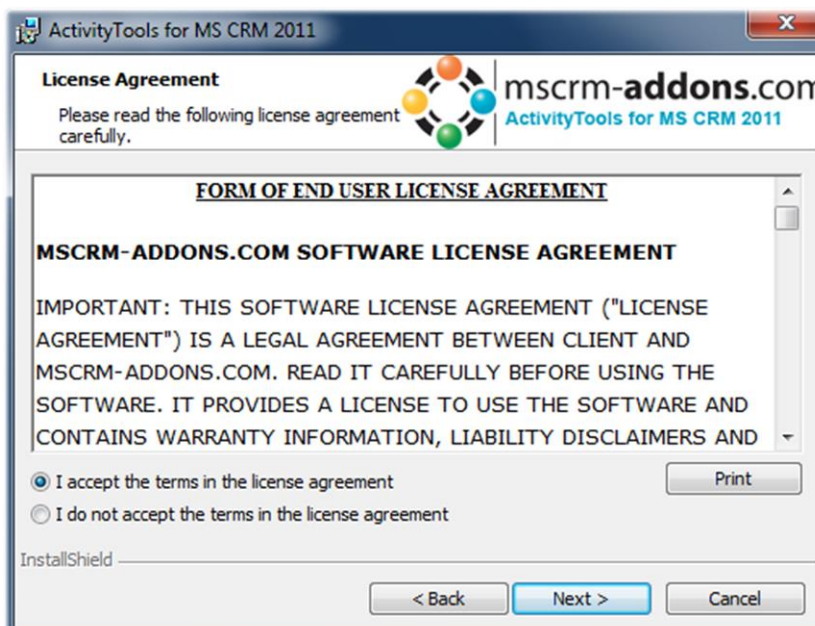 ActivityTools for MS CRM 2011
License Agreement
Please read the following license agreement
carefully.
mscrm-addons.com
ActivityTools for MS CRM 2011
FORM OF END USER LICENSE AGREEMENT
MSCRM-ADDONS.COM SOFTWARE LICENSE AGREEMENT
IMPORTANT: THIS SOFTWARE LICENSE AGREEMENT ("LICENSE
AGREEMENT") IS A LEGAL AGREEMENT BETWEEN CLIENT AND
MSCRM-ADDONS.COM. READ IT CAREFULLY BEFORE USING THE
SOFTWARE. IT PROVIDES A LICENSE TO USE THE SOFTWARE AND
CONTAINS WARRANTY INFORMATION, LIABILITY DISCLAIMERS AND
I accept the terms in the license agreement
Print
I do not accept the terms in the license agreement
InstallShield
< Back
Next >
Cancel